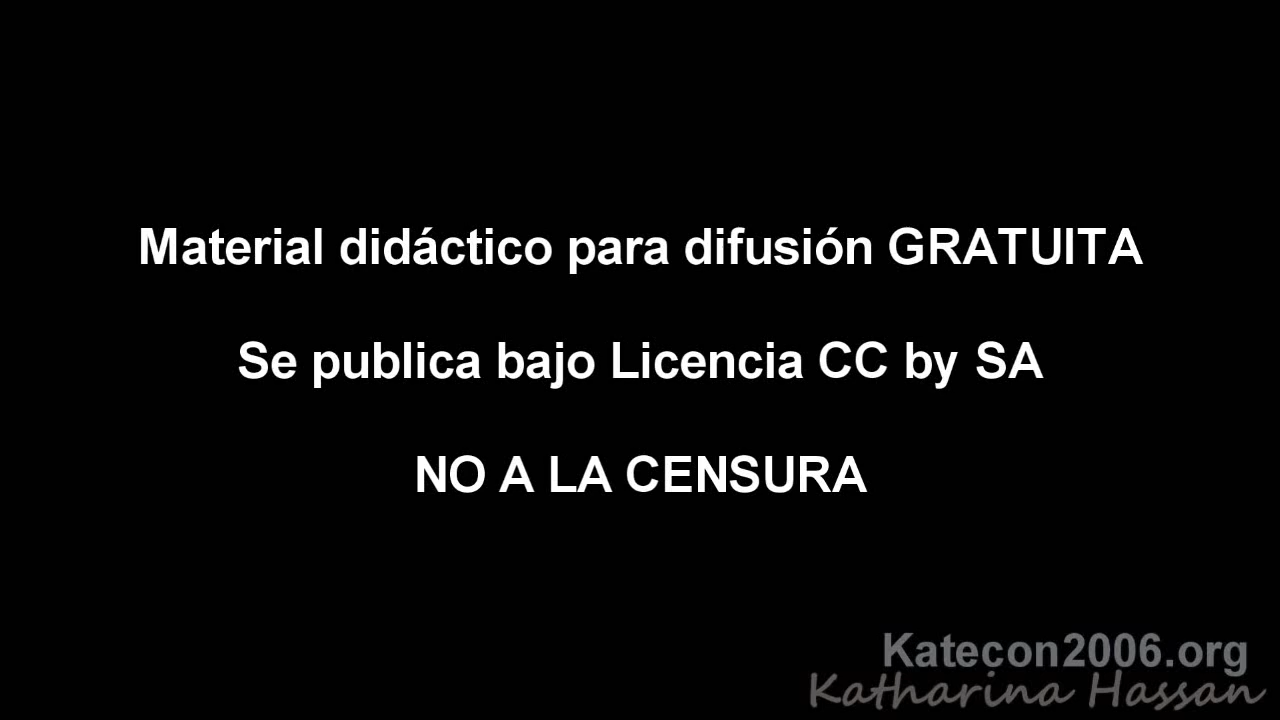 Material didáctico para difusión GRATUITA
Se publica bajo Licencia CC by SA
NO A LA CENSURA
Katecon2006.org
Katharina Hassan